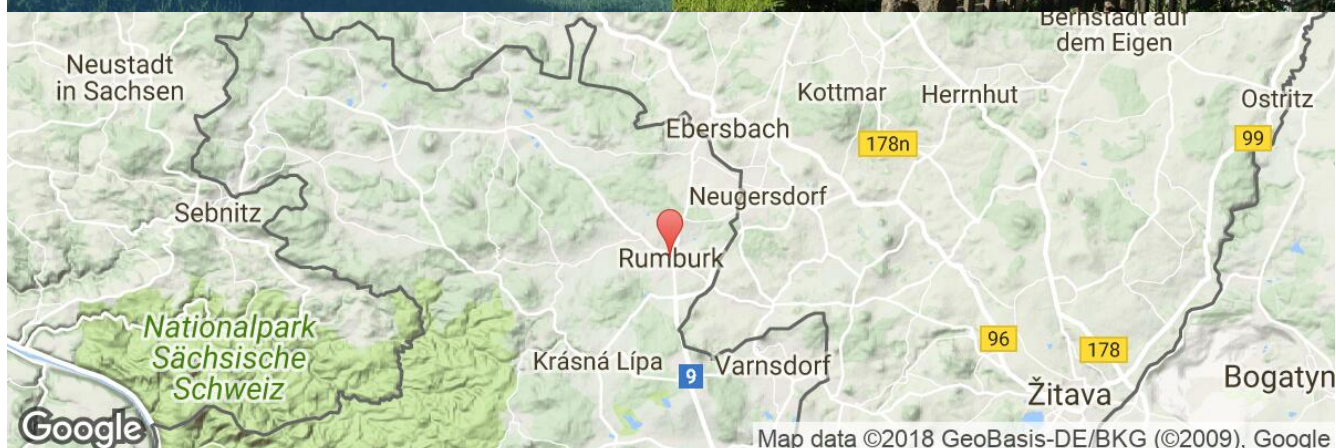 Bernstadt auf
dem Eigen
Neustadt
in Sachsen
Kottmar
Herrnhut
Ostritz
Ebersbach
178n
99
Neugersdorf
Sebnitz
Rumburk
Nationalpark
Sächsische
Schweiz
96
178
Krásná Lípa
9
Varnsdorf
Žitava
Bogatyn
Google
Map data ©2018 GeoBasis-DE/BKG (©2009), Google